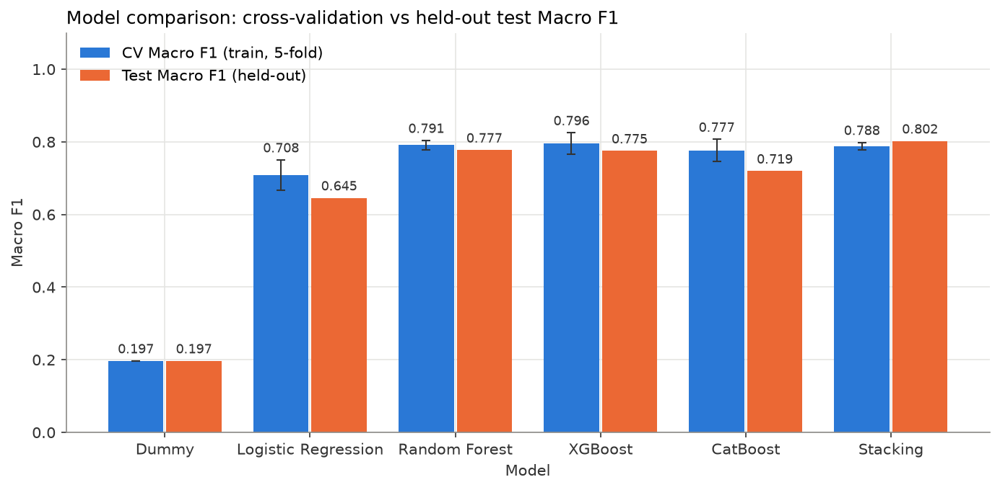 Model comparison: cross-validation vs held-out test Macro F1
CV Macro F1 (train, 5-fold)
Test Macro F1 (held-out)
Macro F1
1.0
0.8
0.6
0.4
0.2
0.0
0.197
0.197
0.708
0.645
0.791
0.777
0.796
0.775
0.777
0.719
0.788
0.802
Dummy
Logistic Regression
Random Forest
XGBoost
CatBoost
Stacking
Model